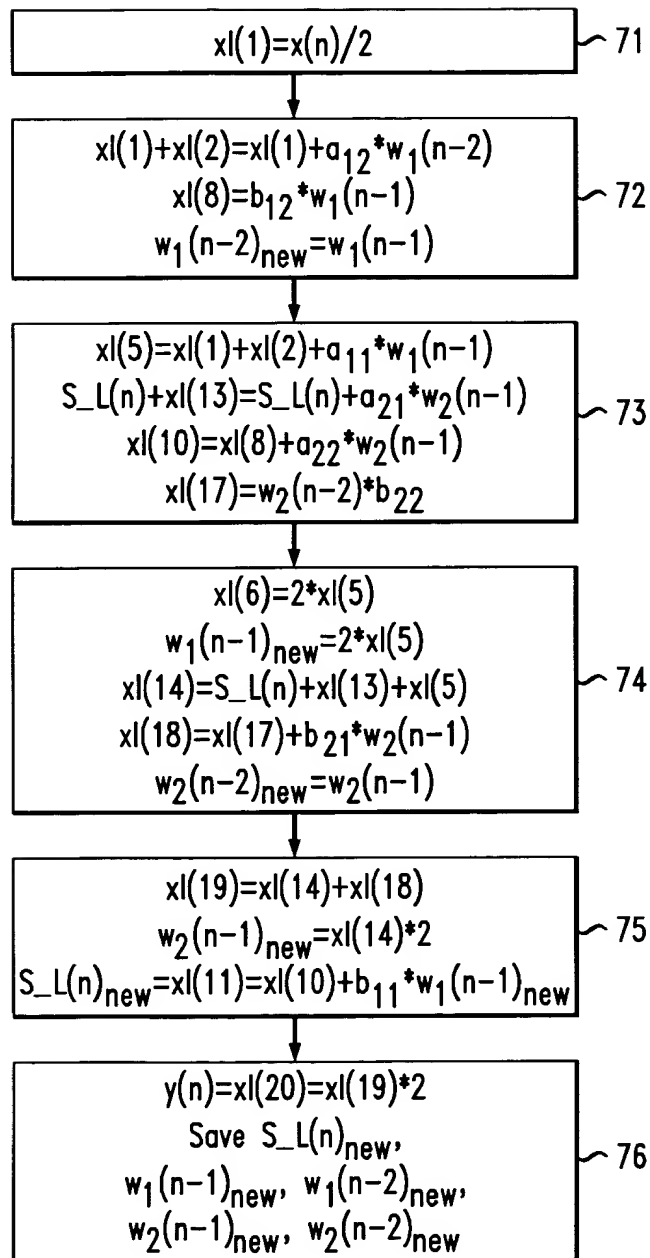 xl(1)=x(n)/2
71
xl(1)+xl(2)=xl(1)+a12*w1(n-2)
xl(8)=b12*w1(n-1)
w1(n-2)new=w1(n-1)
72
xl(5)=xl(1)+xl(2)+a11*w1(n-1)
S_L(n)+xl(13)=S_L(n)+a21*w2(n-1)
xl(10)=xl(8)+a22*w2(n-1)
xl(17)=w2(n-2)*b22
73
xl(6)=2*xl(5)
w1(n-1)new=2*xl(5)
xl(14)=S_L(n)+xl(13)+xl(5)
xl(18)=xl(17)+b21*w2(n-1)
w2(n-2)new=w2(n-1)
74
xl(19)=xl(14)+xl(18)
w2(n-1)new=xl(14)*2
S_L(n)new=xl(11)=xl(10)+b11*w1(n-1)new
75
y(n)=xl(20)=xl(19)*2
Save S_L(n)new,
w1(n-1)new, w1(n-2)new,
w2(n-1)new, w2(n-2)new
76